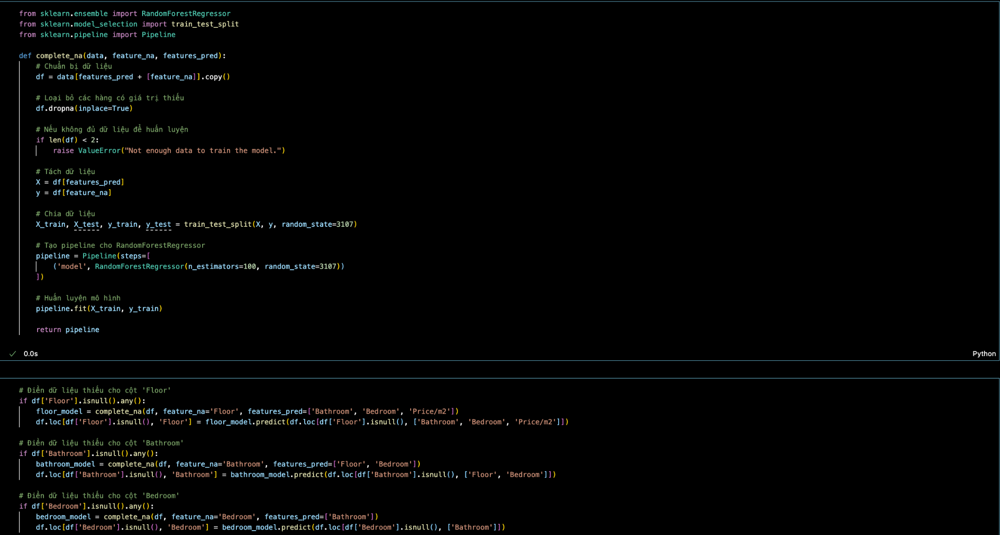 from sklearn.ensemble import RandomForestRegressor
from sklearn.model_selection import train_test_split
from sklearn.pipeline import Pipeline
def complete_na(data, feature_na, features_pred):
# Chuẩn bị dữ liệu
df = data[features_pred + [feature_na]].copy()
# Loại bỏ các hàng có giá trị thiếu
df.dropna(inplace=True)
# Nếu không đủ dữ liệu để huấn luyện
if len(df) < 2:
raise ValueError("Not enough data to train the model.")
# Tách dữ liệu
X = df[features_pred]
y = df[feature_na]
# Chia dữ liệu
X_train, X_test, y_train, y_test = train_test_split(X, y, random_state=3107)
# Tạo pipeline cho RandomForestRegressor
pipeline = Pipeline(steps=[
('model', RandomForestRegressor(n_estimators=100, random_state=3107))
])
# Huấn luyện mô hình
pipeline.fit(X_train, y_train)
return pipeline
0.0s
Python
# Điền dữ liệu thiếu cho cột 'Floor'
if df['Floor'].isnull().any():
floor_model = complete_na(df, feature_na='Floor', features_pred=['Bathroom', 'Bedroom', 'Price/m2'])
df.loc[df['Floor'].isnull(), 'Floor'] = floor_model.predict(df.loc[df['Floor'].isnull(), ['Bathroom', 'Bedroom', 'Price/m2']])
# Điền dữ liệu thiếu cho cột 'Bathroom'
if df['Bathroom'].isnull().any():
bathroom_model = complete_na(df, feature_na='Bathroom', features_pred=['Floor', 'Bedroom'])
df.loc[df['Bathroom'].isnull(), 'Bathroom'] = bathroom_model.predict(df.loc[df['Bathroom'].isnull(), ['Floor', 'Bedroom']])
# Điền dữ liệu thiếu cho cột 'Bedroom'
if df['Bedroom'].isnull().any():
bedroom_model = complete_na(df, feature_na='Bedroom', features_pred=['Bathroom'])
df.loc[df['Bedroom'].isnull(), 'Bedroom'] = bedroom_model.predict(df.loc[df['Bedroom'].isnull(), ['Bathroom']])